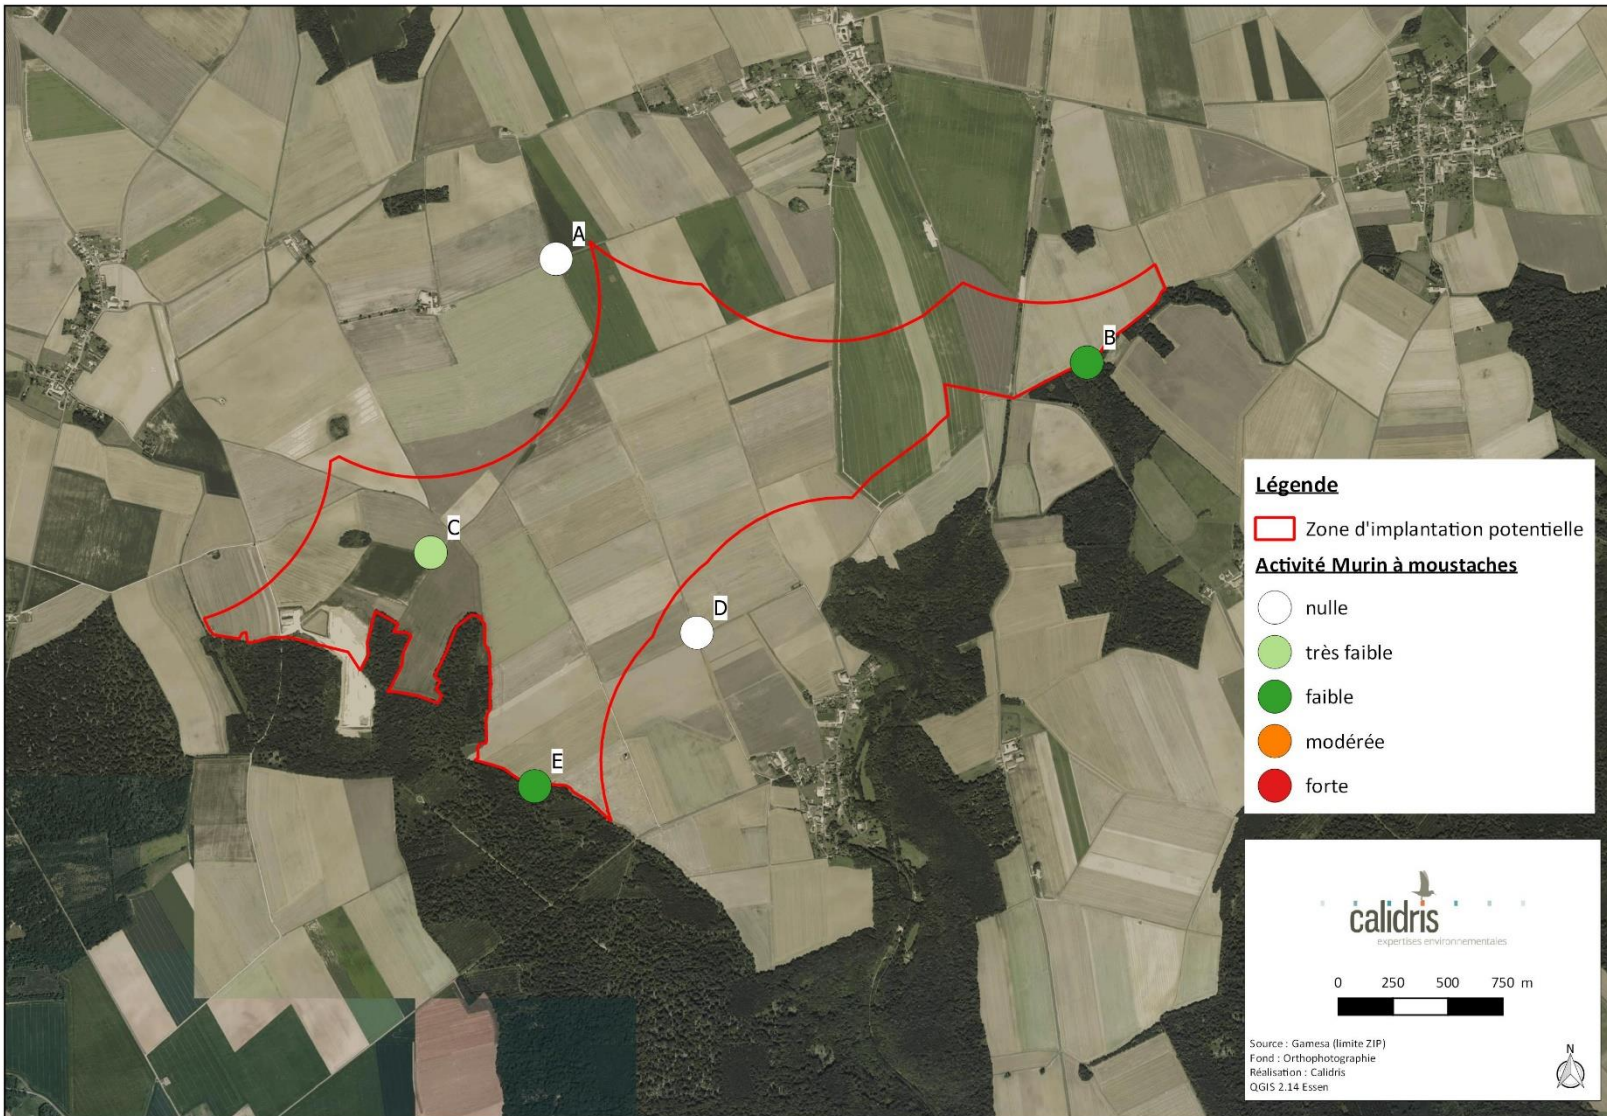 A
B
C
D
E
Légende
Zone d'implantation potentielle
Activité Murin à moustaches
nulle
très faible
faible
modérée
forte
calidris
expertises environnementales
0 250 500 750 m
Source : Gamesa (limite ZIP)
Fond : Orthophotographie
Réalisation : Calidris
QGIS 2.14 Essen
N